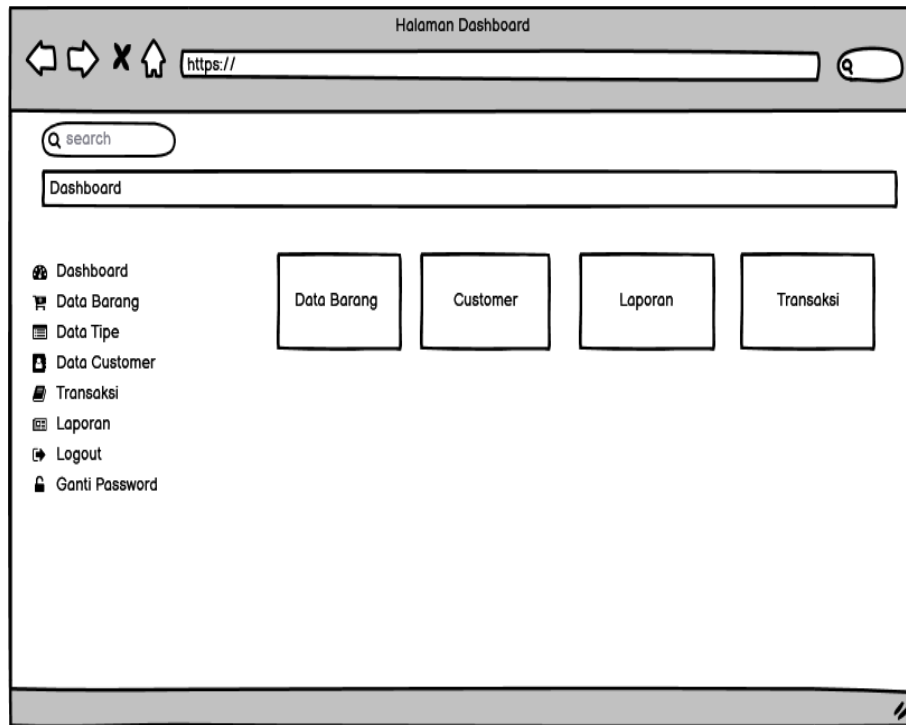 Halaman Dashboard
https://
search
Dashboard
Dashboard
Data Barang
Data Tipe
Data Customer
Transaksi
Laporan
Logout
Ganti Password
Data Barang
Customer
Laporan
Transaksi